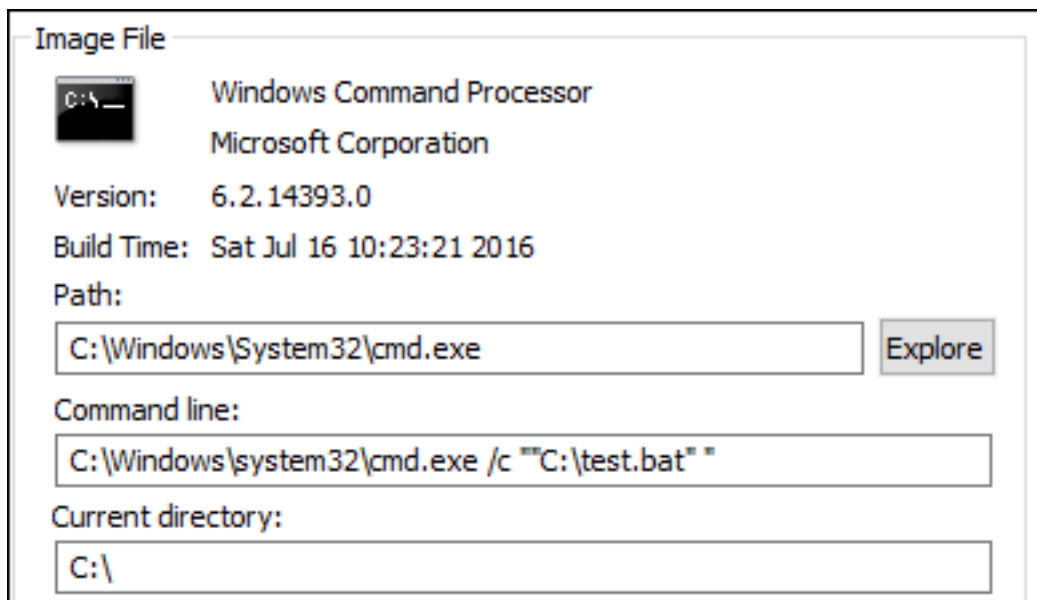 Image File
C:\
Windows Command Processor
Microsoft Corporation
Version: 6.2.14393.0
Build Time: Sat Jul 16 10:23:21 2016
Path:
C:\Windows\System32\cmd.exe Explore
Command line:
C:\Windows\system32\cmd.exe /c ""C:\test.bat" "
Current directory:
C:\